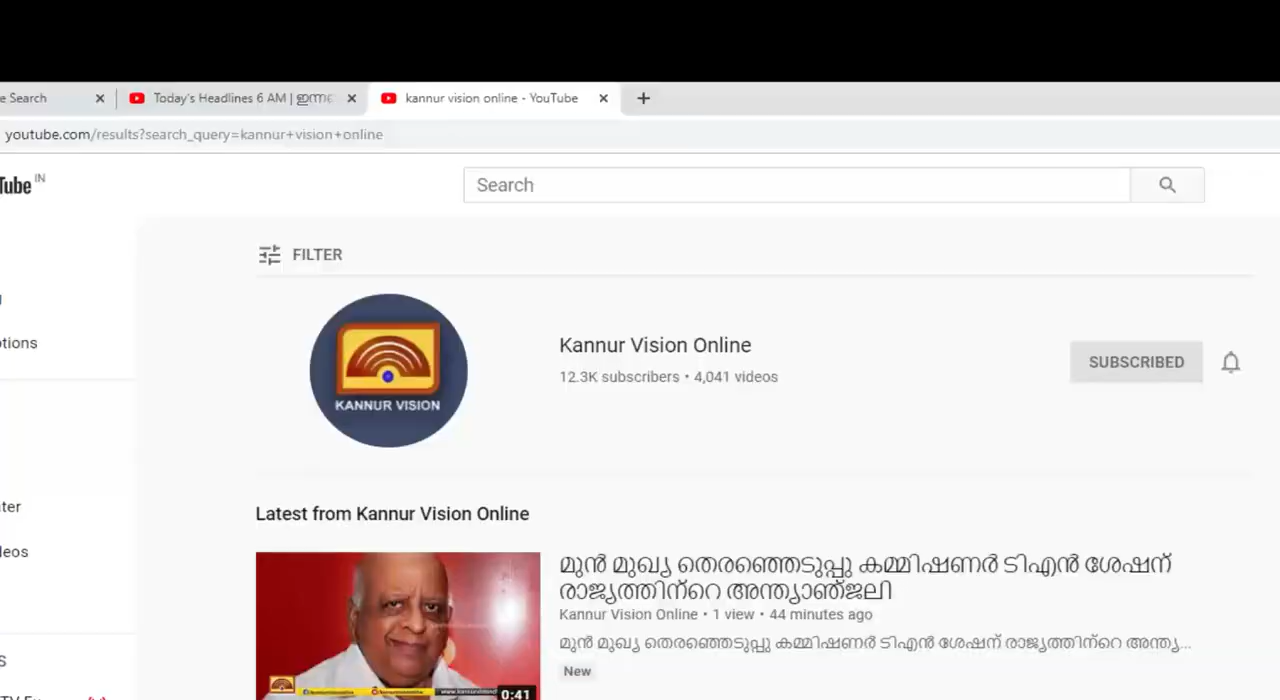 e Search
Today's Headlines 6 AM | ഇന്നത്
kannur vision online - YouTube
youtube.com/results?search_query=kannur+vision+online
Tube IN
Search
FILTER
KANNUR VISION
Kannur Vision Online
12.3K subscribers • 4,041 videos
SUBSCRIBED
otions
ter
deos
Latest from Kannur Vision Online
മുൻ മുഖ്യ തെരഞ്ഞെടുപ്പു കമ്മിഷണർ ടിഎൻ ശേഷന്
രാജ്യത്തിന്റെ അന്ത്യാഞ്ജലി
Kannur Vision Online • 1 view • 44 minutes ago
മുൻ മുഖ്യ തെരഞ്ഞെടുപ്പു കമ്മിഷണർ ടിഎൻ ശേഷന് രാജ്യത്തിന്റെ അന്ത്യ...
New
0:41
S